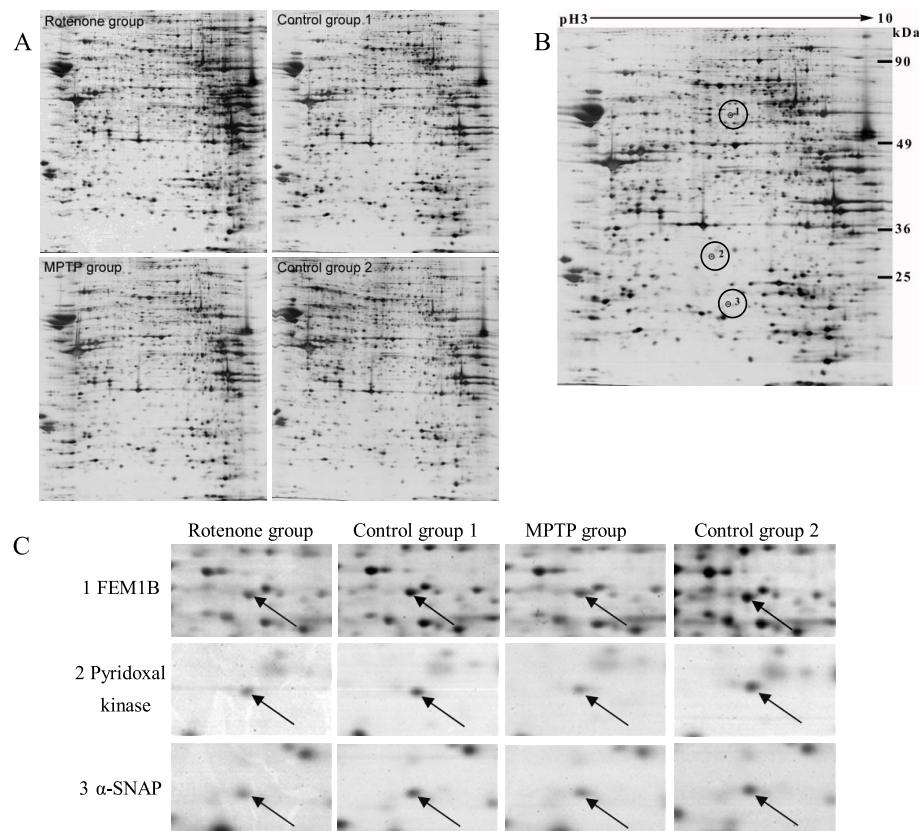 A
Rotenone group
Control group 1
MPTP group
Control group 2
B
pH3 10
kDa
90
49
36
25
1
2
3
C
Rotenone group Control group 1 MPTP group Control group 2
1 FEM1B
2 Pyridoxal
kinase
3 α-SNAP